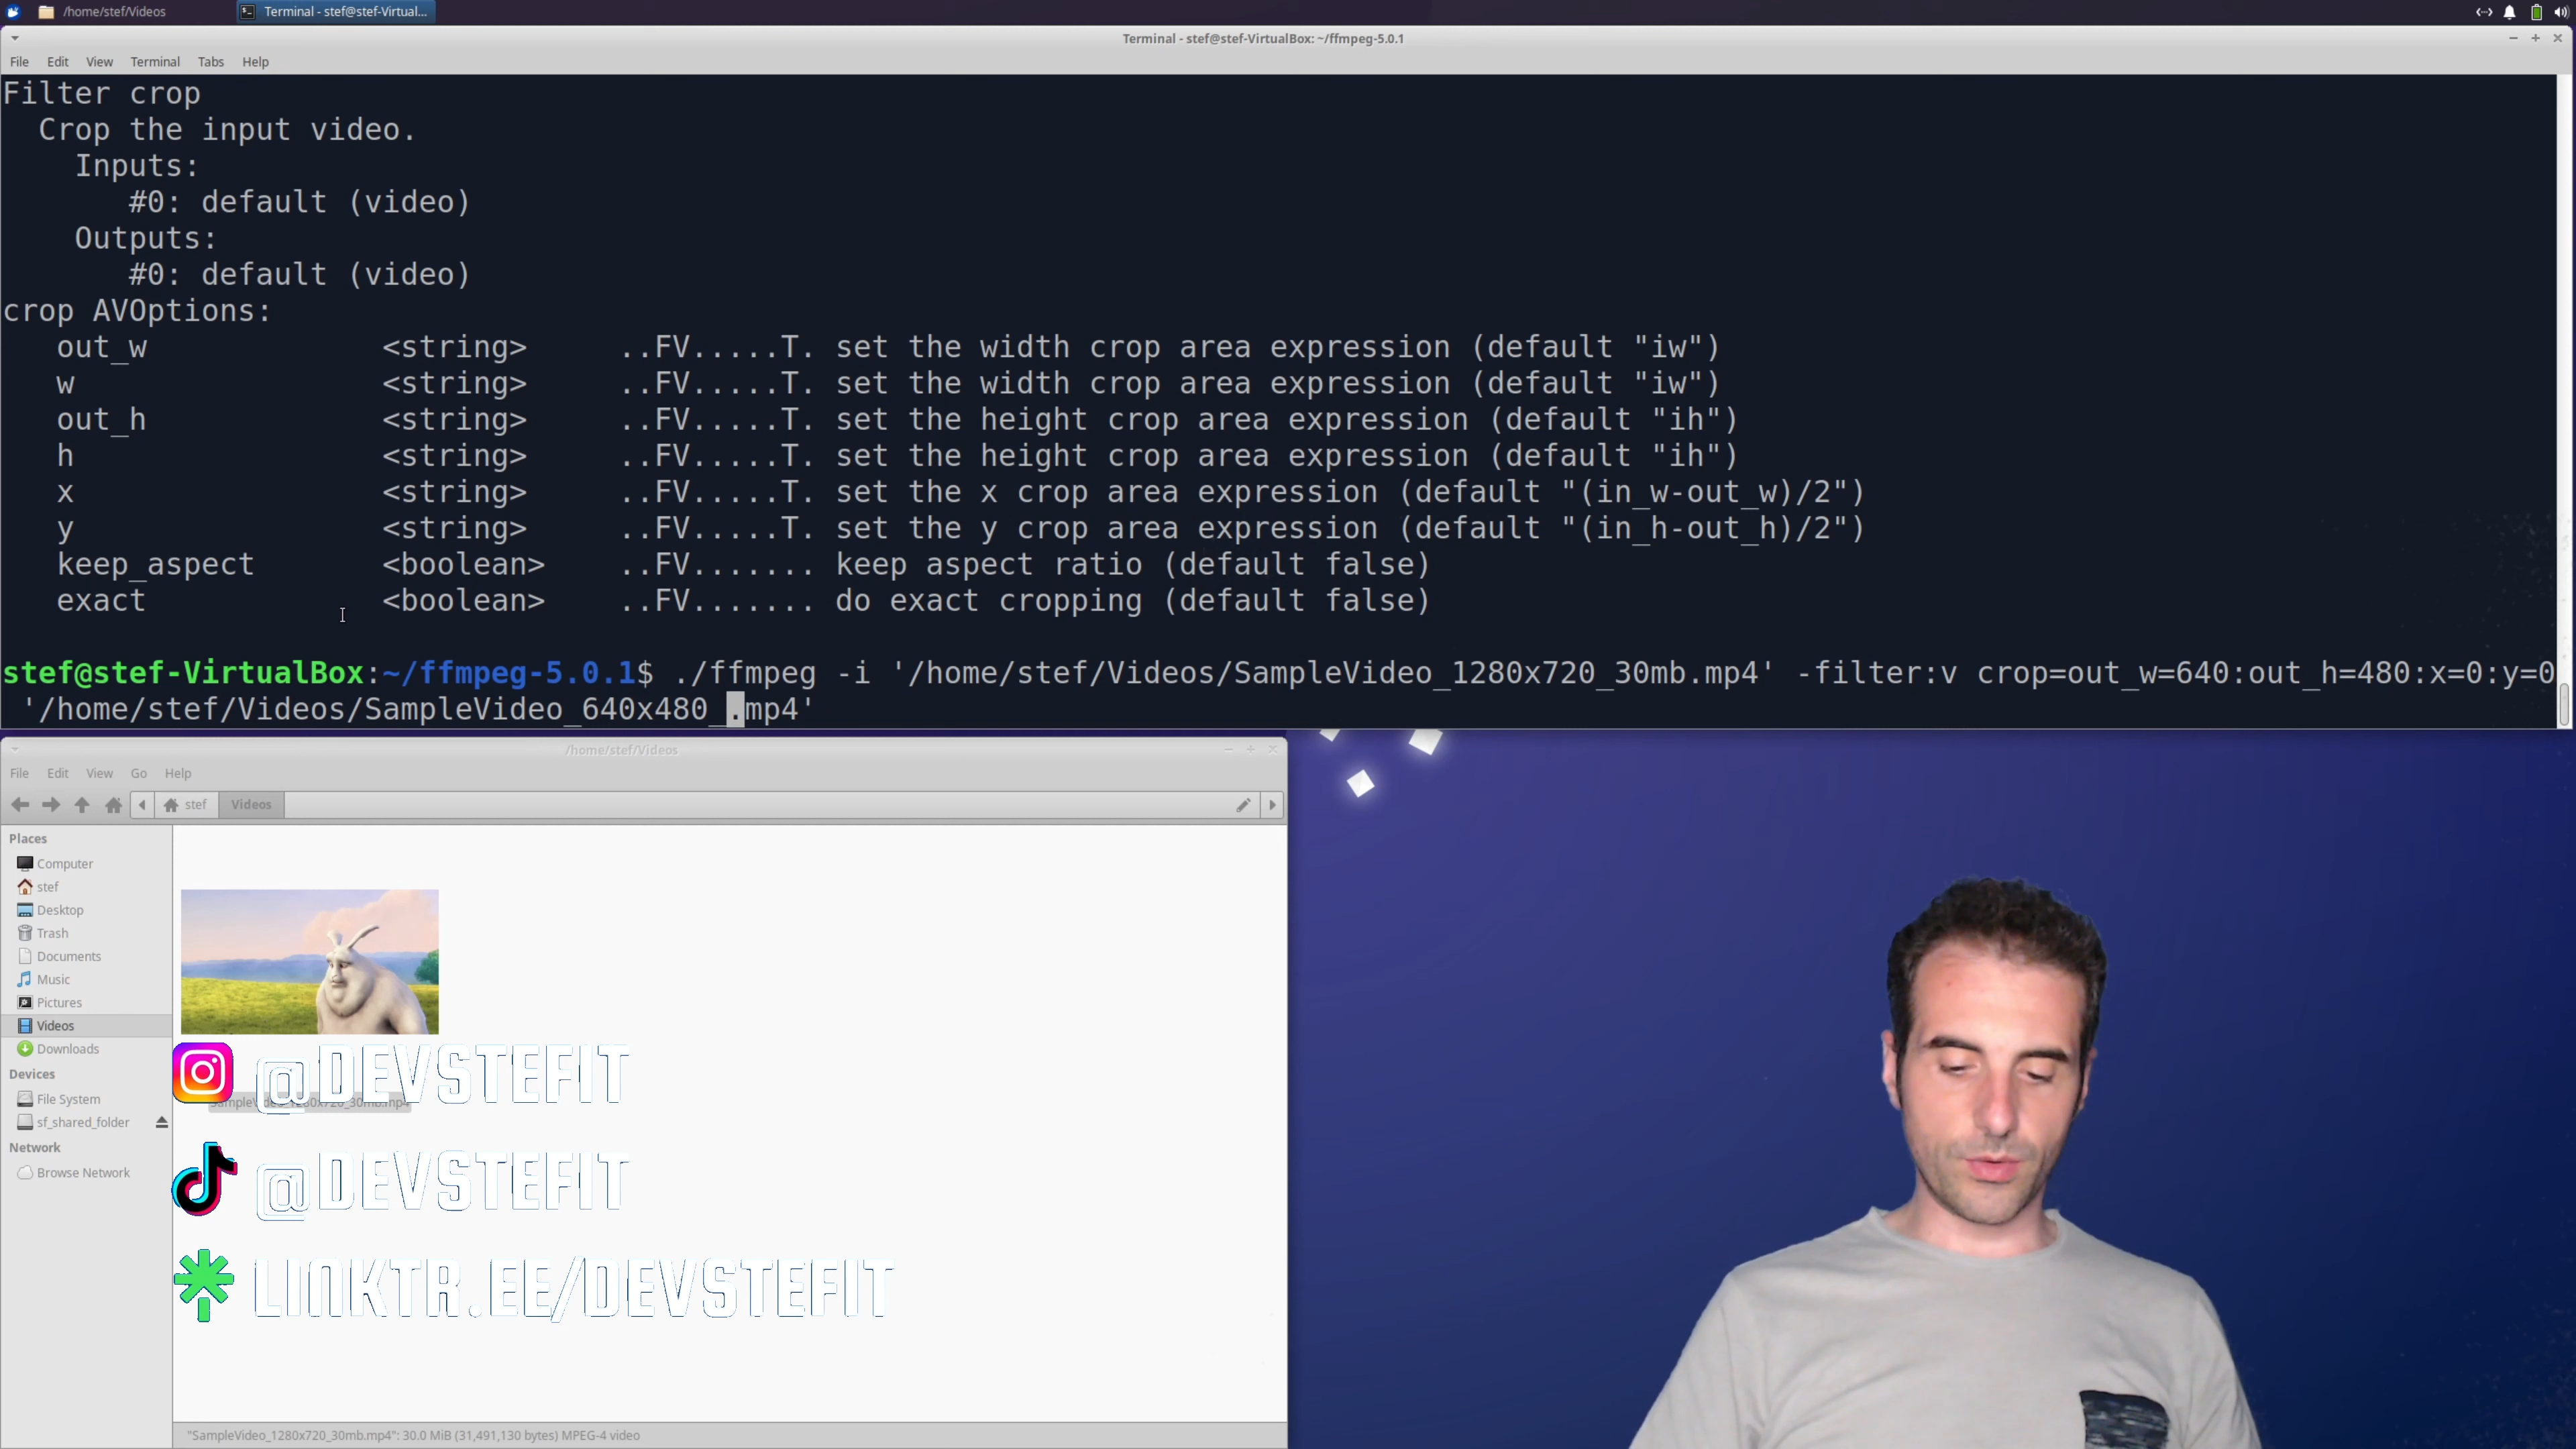 /home/stef/Videos
Terminal - stef@stef-Virtual...
Terminal - stef@stef-VirtualBox: ~/ffmpeg-5.0.1
File Edit View Terminal Tabs Help
Filter crop
Crop the input video.
Inputs:
#0: default (video)
Outputs:
#0: default (video)
crop AVOptions:
out_w <string> ..FV.....T. set the width crop area expression (default "iw")
w <string> ..FV.....T. set the width crop area expression (default "iw")
out_h <string> ..FV.....T. set the height crop area expression (default "ih")
h <string> ..FV.....T. set the height crop area expression (default "ih")
x <string> ..FV.....T. set the x crop area expression (default "(in_w-out_w)/2")
y <string> ..FV.....T. set the y crop area expression (default "(in_h-out_h)/2")
keep_aspect <boolean> ..FV....... keep aspect ratio (default false)
exact <boolean> ..FV....... do exact cropping (default false)
stef@stef-VirtualBox:~/ffmpeg-5.0.1$ ./ffmpeg -i '/home/stef/Videos/SampleVideo_1280x720_30mb.mp4' -filter:v crop=out_w=640:out_h=480:x=0:y=0
'/home/stef/Videos/SampleVideo_640x480_.mp4'
/home/stef/Videos
File Edit View Go Help
stef Videos
Places
Computer
stef
Desktop
Trash
Documents
Music
Pictures
Videos
Downloads
Devices
File System
sf_shared_folder
Network
Browse Network
@DEVSTEFIT
SampleVideo_1280x720_30mb.mp4
@DEVSTEFIT
LINKTR.EE/DEVSTEFIT
"SampleVideo_1280x720_30mb.mp4": 30.0 MiB (31,491,130 bytes) MPEG-4 video